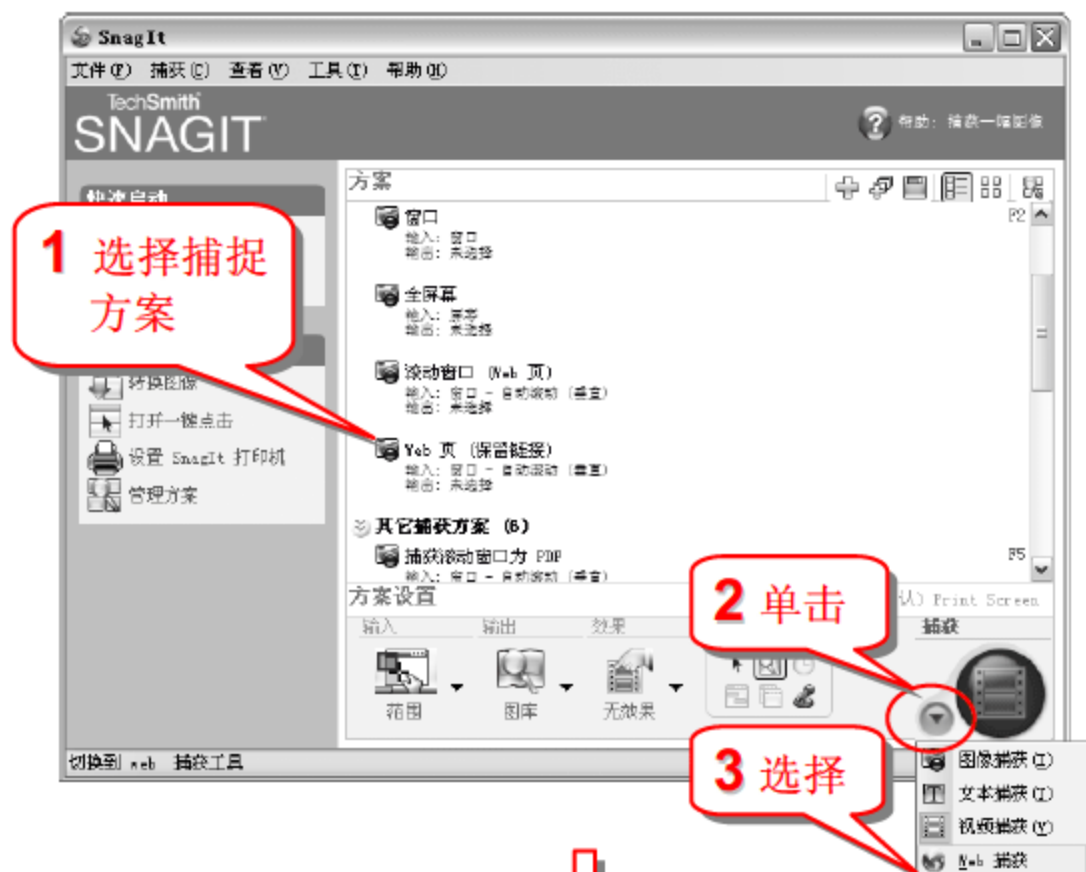 SnagIt
文件(F) 捕获(C) 查看(V) 工具(T) 帮助(H)
TechSmith
SNAGIT
帮助: 捕获一幅图像
快速启动
方案
1 选择捕捉
方案
窗口
F2
输入: 窗口
输出: 未选择
全屏幕
输入: 屏幕
输出: 未选择
滚动窗口 (Web 页)
输入: 窗口 - 自动滚动 (垂直)
输出: 未选择
Web 页 (保留链接)
输入: 窗口 - 自动滚动 (垂直)
输出: 未选择
其它捕获方案 (6)
捕获滚动窗口为 PDF
F5
输入: 窗口 - 自动滚动 (垂直)
转换图像
打开一键点击
设置 SnagIt 打印机
管理方案
方案设置
认) Print Screen
2 单击
输入 输出 效果 捕获
范围 图库 无效果
切换到 web 捕获工具
3 选择
图像捕获(I)
文本捕获(T)
视频捕获(V)
Web 捕获